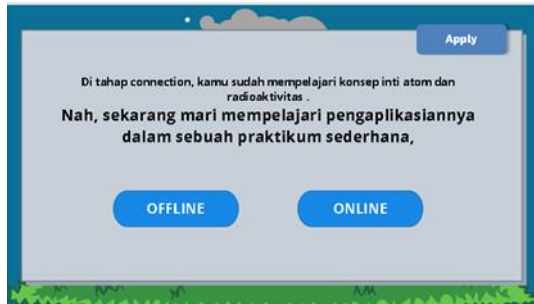 Apply
Di tahap connection, kamu sudah mempelajari konsep inti atom dan
radioaktivitas .
Nah, sekarang mari mempelajari pengaplikasiannya
dalam sebuah praktikum sederhana,
OFFLINE
ONLINE